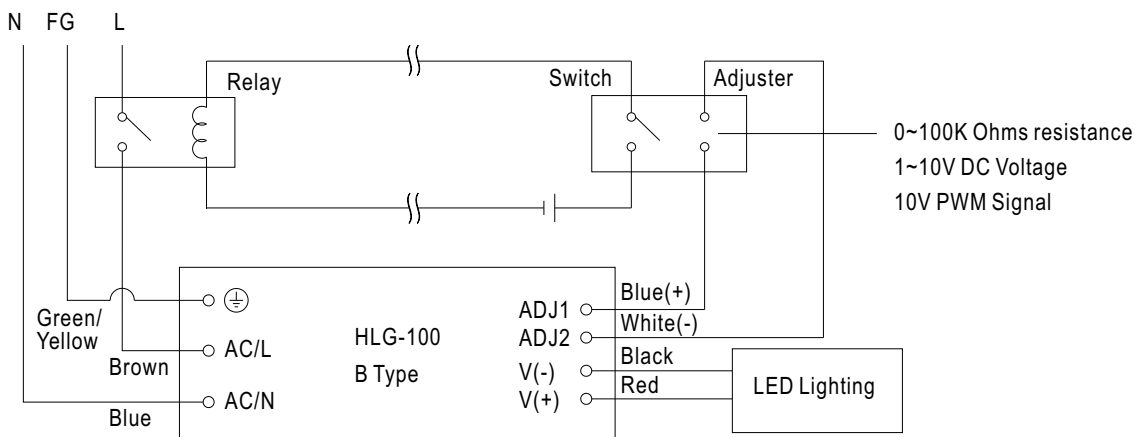 N FG L
Relay
Switch
Adjuster
0~100K Ohms resistance
1~10V DC Voltage
10V PWM Signal
Green/
Yellow
Brown
Blue
AC/L
AC/N
HLG-100
B Type
ADJ1
ADJ2
V(-)
V(+)
Blue(+)
White(-)
Black
Red
LED Lighting